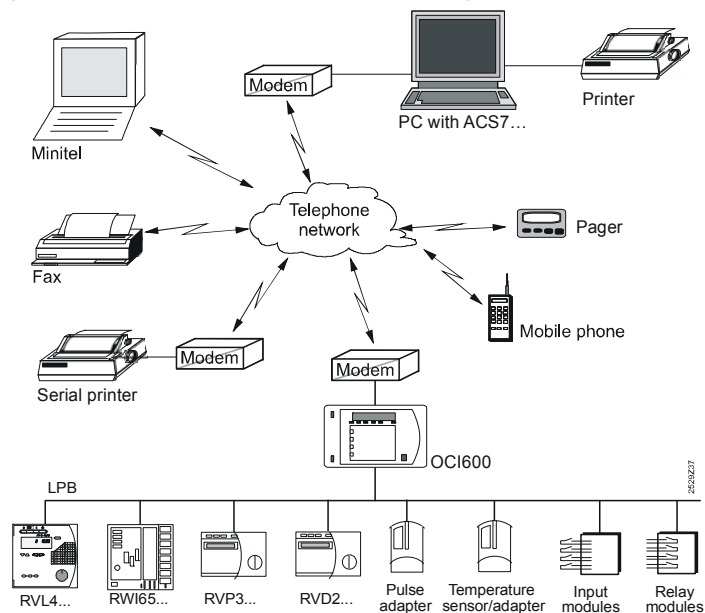 Modem
Printer
PC with ACS7...
Minitel
Telephone
network
Pager
Fax
Mobile phone
Modem
Modem
Serial printer
OCI600
2529Z37
LPB
RVL4...
RWI65...
RVP3...
RVD2...
Pulse
adapter
Temperature
sensor/adapter
Input
modules
Relay
modules